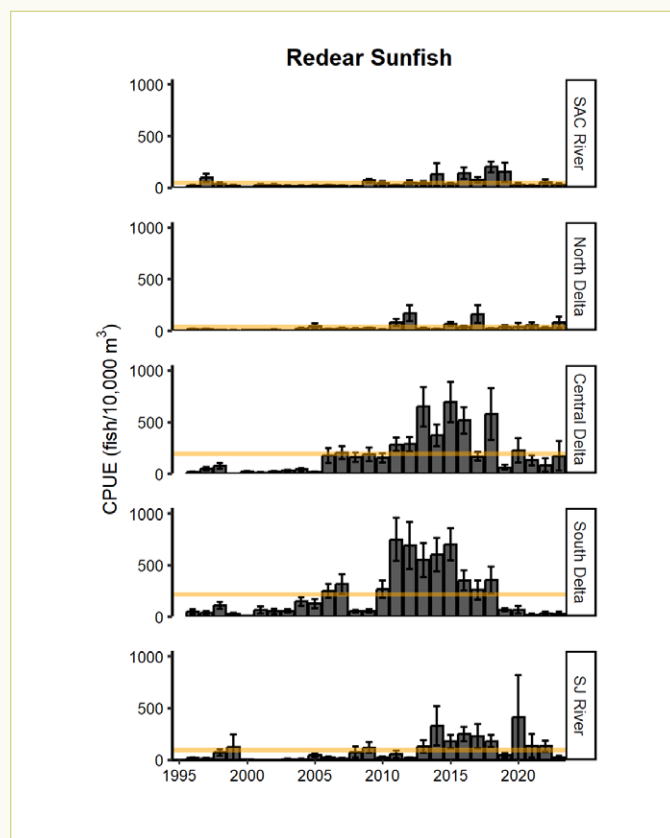 Redear Sunfish
1000
500
0
SAC River
1000
500
0
North Delta
1000
500
0
Central Delta
1000
500
0
South Delta
1000
500
0
SJ River
CPUE (fish/10,000 m³)
1995 2000 2005 2010 2015 2020